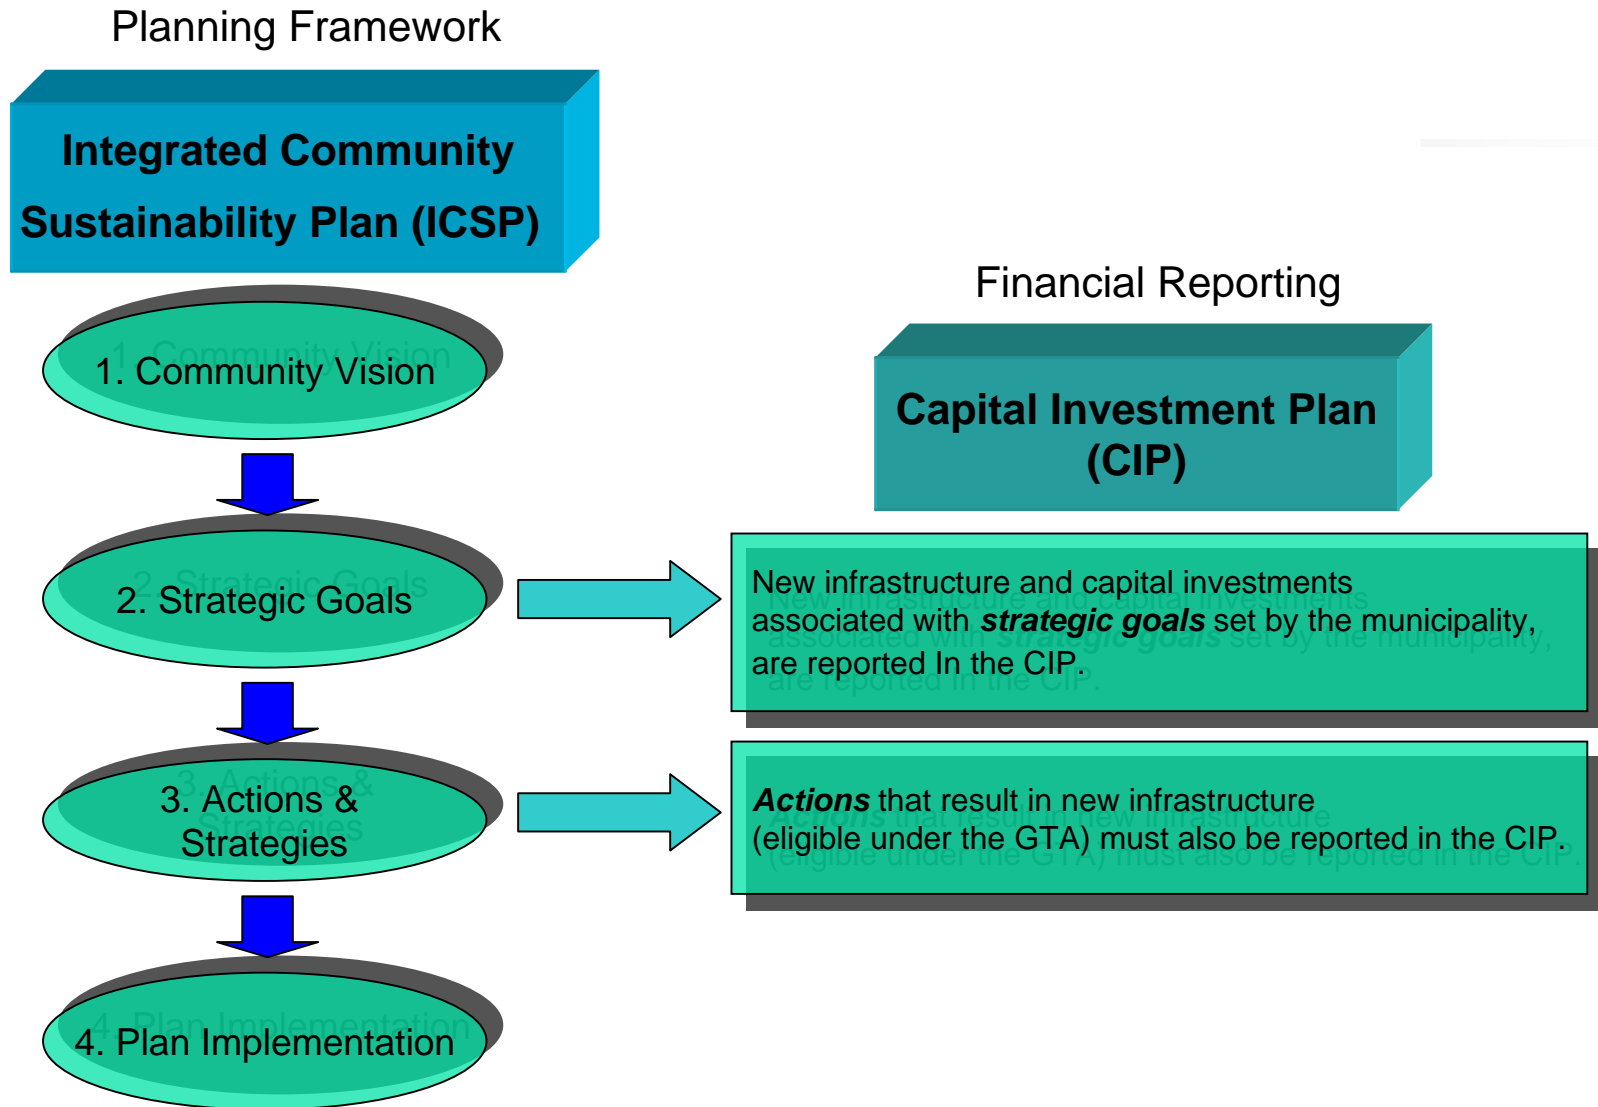 Planning Framework
Integrated Community
Sustainability Plan (ICSP)
1. Community Vision
2. Strategic Goals
3. Actions &
Strategies
4. Plan Implementation
Financial Reporting
Capital Investment Plan
(CIP)
New infrastructure and capital investments
associated with strategic goals set by the municipality,
are reported In the CIP.
Actions that result in new infrastructure
(eligible under the GTA) must also be reported in the CIP.